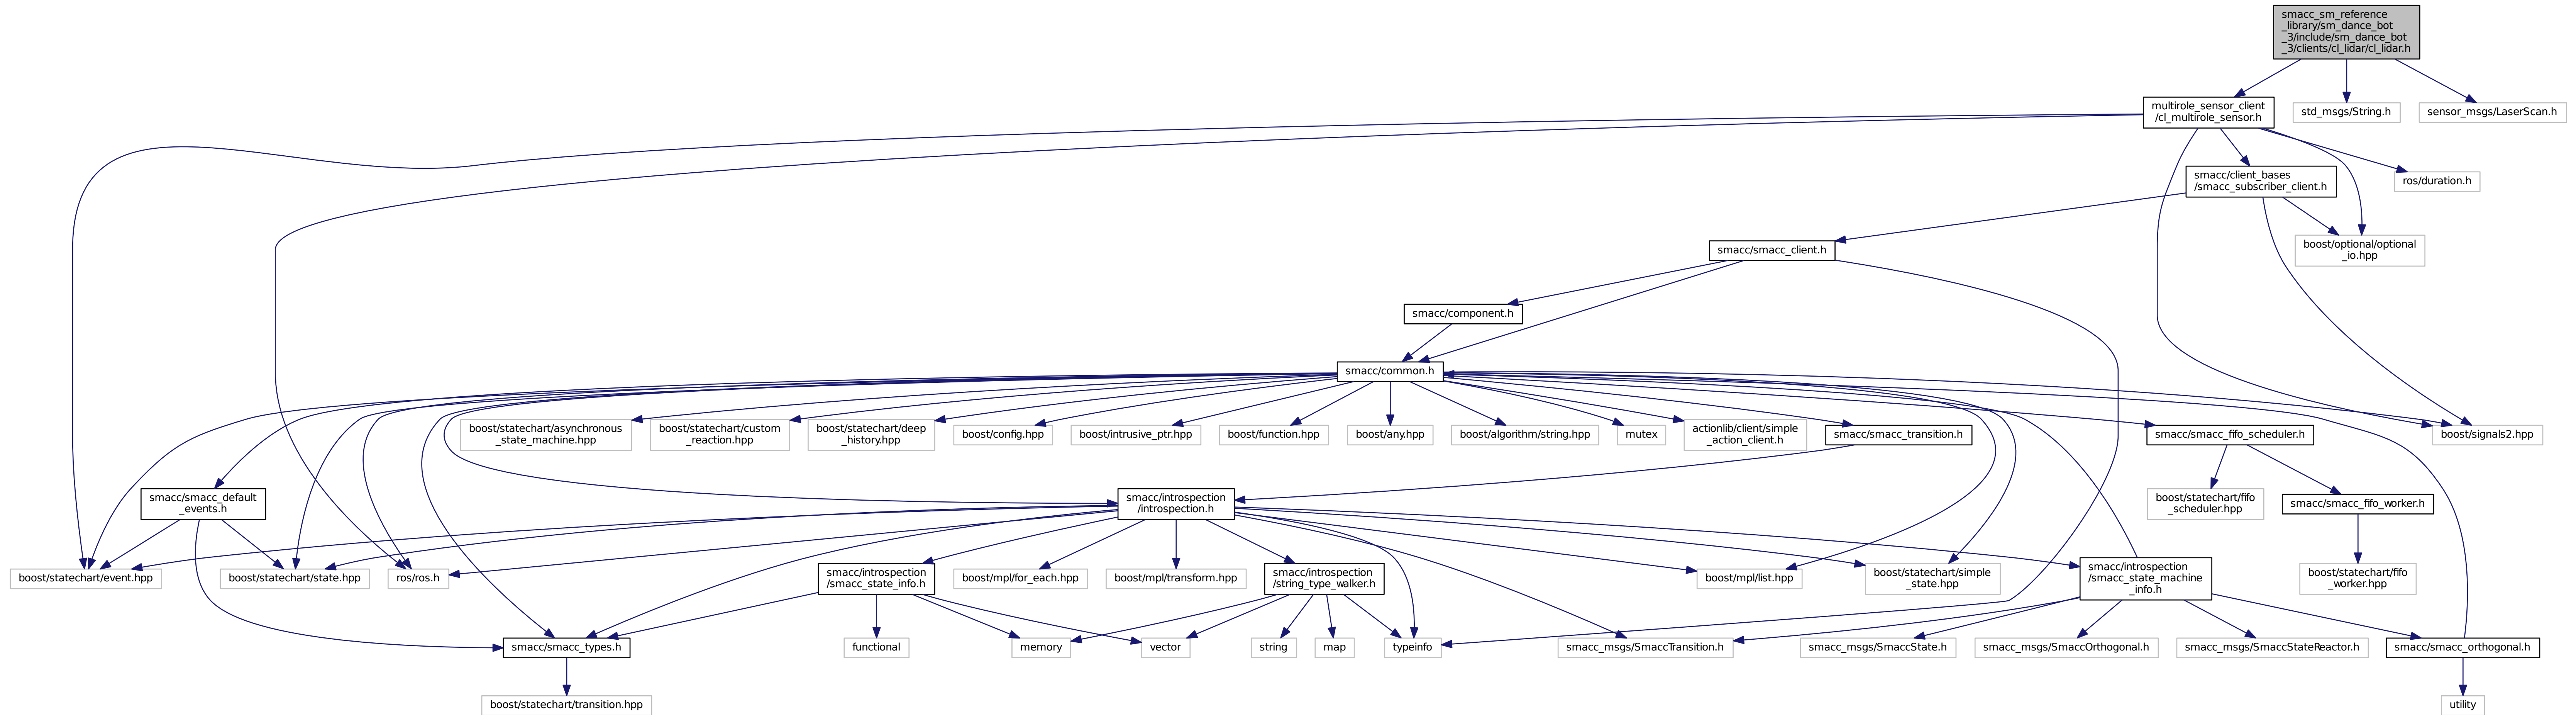 smacc_sm_reference
_library/sm_dance_bot
_3/include/sm_dance_bot
_3/clients/cl_lidar/cl_lidar.h
multirole_sensor_client
/cl_multirole_sensor.h
std_msgs/String.h
sensor_msgs/LaserScan.h
smacc/client_bases
/smacc_subscriber_client.h
ros/duration.h
smacc/smacc_client.h
boost/optional/optional
_io.hpp
smacc/component.h
smacc/common.h
boost/statechart/asynchronous
_state_machine.hpp
boost/statechart/custom
_reaction.hpp
boost/statechart/deep
_history.hpp
boost/config.hpp
boost/intrusive_ptr.hpp
boost/function.hpp
boost/any.hpp
boost/algorithm/string.hpp
mutex
actionlib/client/simple
_action_client.h
smacc/smacc_transition.h
smacc/smacc_fifo_scheduler.h
boost/signals2.hpp
smacc/smacc_default
_events.h
smacc/introspection
/introspection.h
boost/statechart/fifo
_scheduler.hpp
smacc/smacc_fifo_worker.h
boost/statechart/event.hpp
boost/statechart/state.hpp
ros/ros.h
smacc/introspection
/smacc_state_info.h
boost/mpl/for_each.hpp
boost/mpl/transform.hpp
smacc/introspection
/string_type_walker.h
boost/mpl/list.hpp
boost/statechart/simple
_state.hpp
smacc/introspection
/smacc_state_machine
_info.h
boost/statechart/fifo
_worker.hpp
smacc/smacc_types.h
functional
memory
vector
string
map
typeinfo
smacc_msgs/SmaccTransition.h
smacc_msgs/SmaccState.h
smacc_msgs/SmaccOrthogonal.h
smacc_msgs/SmaccStateReactor.h
smacc/smacc_orthogonal.h
boost/statechart/transition.hpp
utility